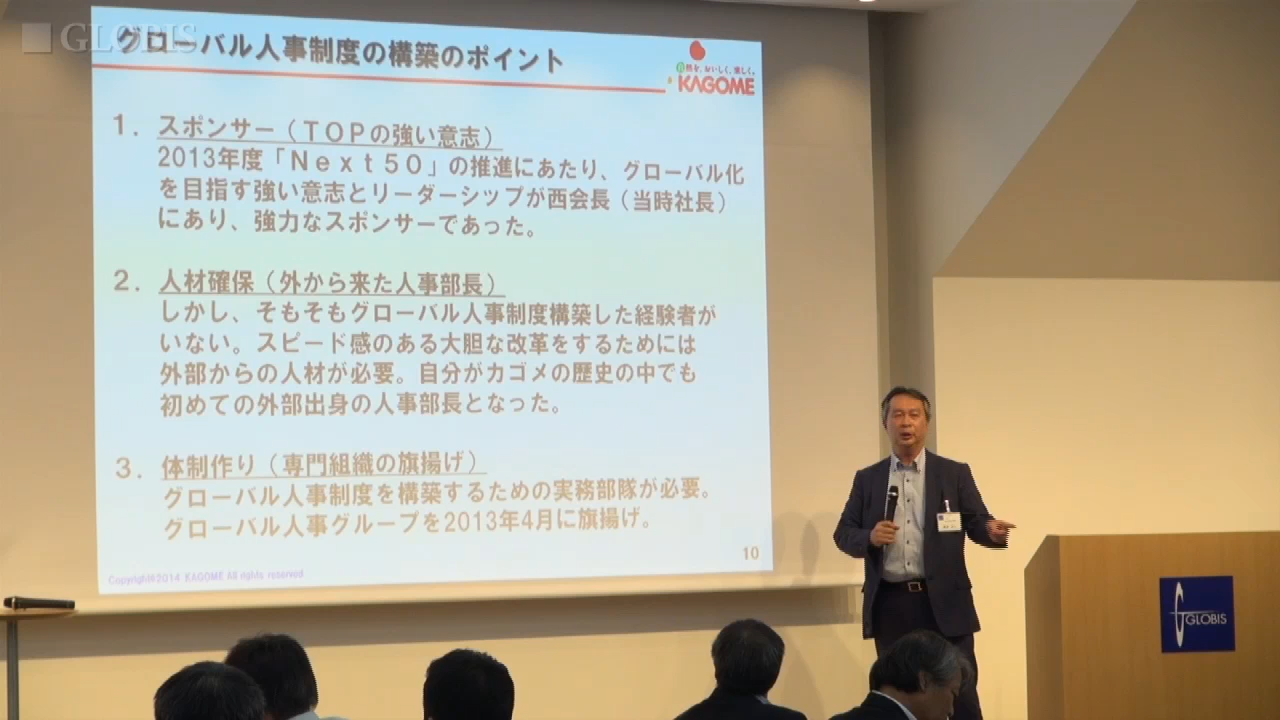 GLOBIS
グローバル人事制度の構築のポイント
自然を、おいしく、楽しく。
KAGOME
1．スポンサー（ＴＯＰの強い意志）
2013年度「Ｎｅｘｔ５０」の推進にあたり、グローバル化
を目指す強い意志とリーダーシップが西会長（当時社長）
にあり、強力なスポンサーであった。
2．人材確保（外から来た人事部長）
しかし、そもそもグローバル人事制度構築した経験者が
いない。スピード感のある大胆な改革をするためには
外部からの人材が必要。自分がカゴメの歴史の中でも
初めての外部出身の人事部長となった。
3．体制作り（専門組織の旗揚げ）
グローバル人事制度を構築するための実務部隊が必要。
グローバル人事グループを2013年4月に旗揚げ。
10
Copyright©2014 KAGOME All rights reserved
GLOBIS